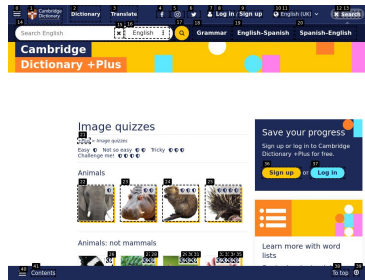 Cambridge Dictionary
Dictionary
Translate
Log in / Sign up
English (UK)
Search
Search English
English
Grammar
English–Spanish
Spanish–English
Cambridge
Dictionary +Plus
Image quizzes
> Image quizzes
Easy Not so easy Tricky
Challenge me!
Animals
Animals: not mammals
Save your progress
Sign up or log in to Cambridge
Dictionary +Plus for free.
Sign up or Log in
Learn more with word
lists
Contents
To top